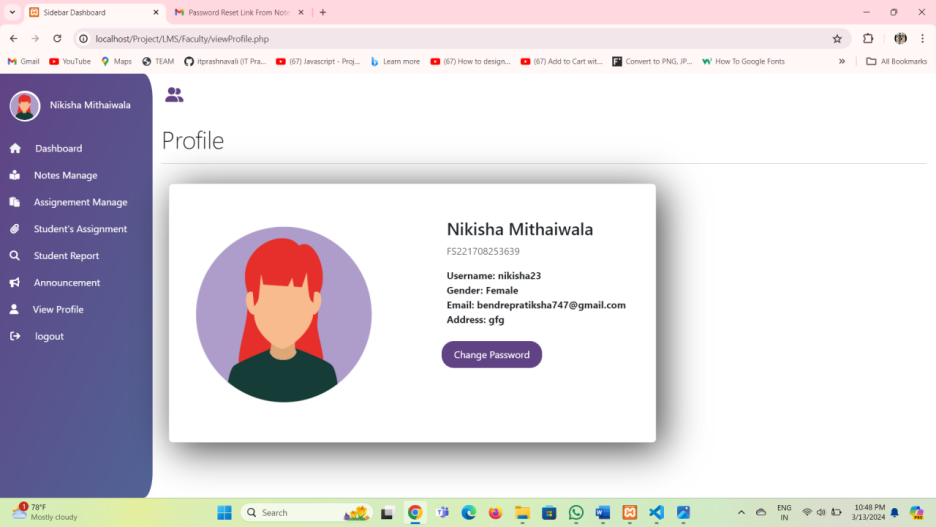 Sidebar Dashboard
Password Reset Link From Note
localhost/Project/LMS/Faculty/viewProfile.php
Gmail
YouTube
Maps
TEAM
itprashnavali (IT Pra...
(67) Javascript - Proj...
Learn more
(67) How to design...
(67) Add to Cart wit...
Convert to PNG, JP...
How To Google Fonts
»
All Bookmarks
Nikisha Mithaiwala
Dashboard
Notes Manage
Assignement Manage
Student's Assignment
Student Report
Announcement
View Profile
logout
Profile
Nikisha Mithaiwala
FS221708253639
Username: nikisha23
Gender: Female
Email: bendrepratiksha747@gmail.com
Address: gfg
Change Password
1
78°F
Mostly cloudy
Search
ENG
IN
10:48 PM
3/13/2024